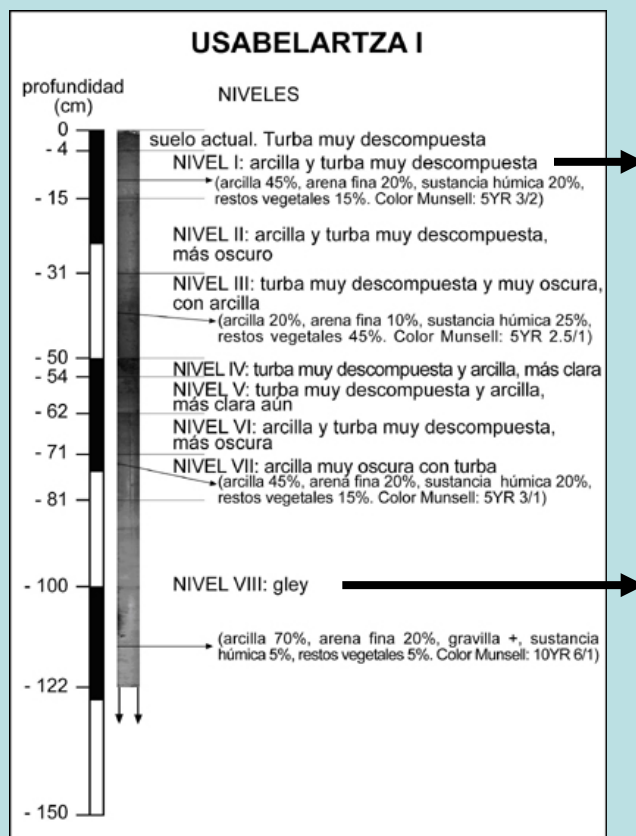 USABELARTZA I
profundidad
(cm)
NIVELES
0
suelo actual. Turba muy descompuesta
- 4
NIVEL I: arcilla y turba muy descompuesta
(arcilla 45%, arena fina 20%, sustancia húmica 20%,
- 15
restos vegetales 15%. Color Munsell: 5YR 3/2)
NIVEL II: arcilla y turba muy descompuesta,
más oscuro
- 31
NIVEL III: turba muy descompuesta y muy oscura,
con arcilla
(arcilla 20%, arena fina 10%, sustancia húmica 25%,
restos vegetales 45%. Color Munsell: 5YR 2.5/1)
- 50
NIVEL IV: turba muy descompuesta y arcilla, más clara
- 54
NIVEL V: turba muy descompuesta y arcilla,
más clara aún
- 62
NIVEL VI: arcilla y turba muy descompuesta,
más oscura
- 71
NIVEL VII: arcilla muy oscura con turba
(arcilla 45%, arena fina 20%, sustancia húmica 20%,
restos vegetales 15%. Color Munsell: 5YR 3/1)
- 81
- 100
NIVEL VIII: gley
(arcilla 70%, arena fina 20%, gravilla +, sustancia
húmica 5%, restos vegetales 5%. Color Munsell: 10YR 6/1)
- 122
- 150